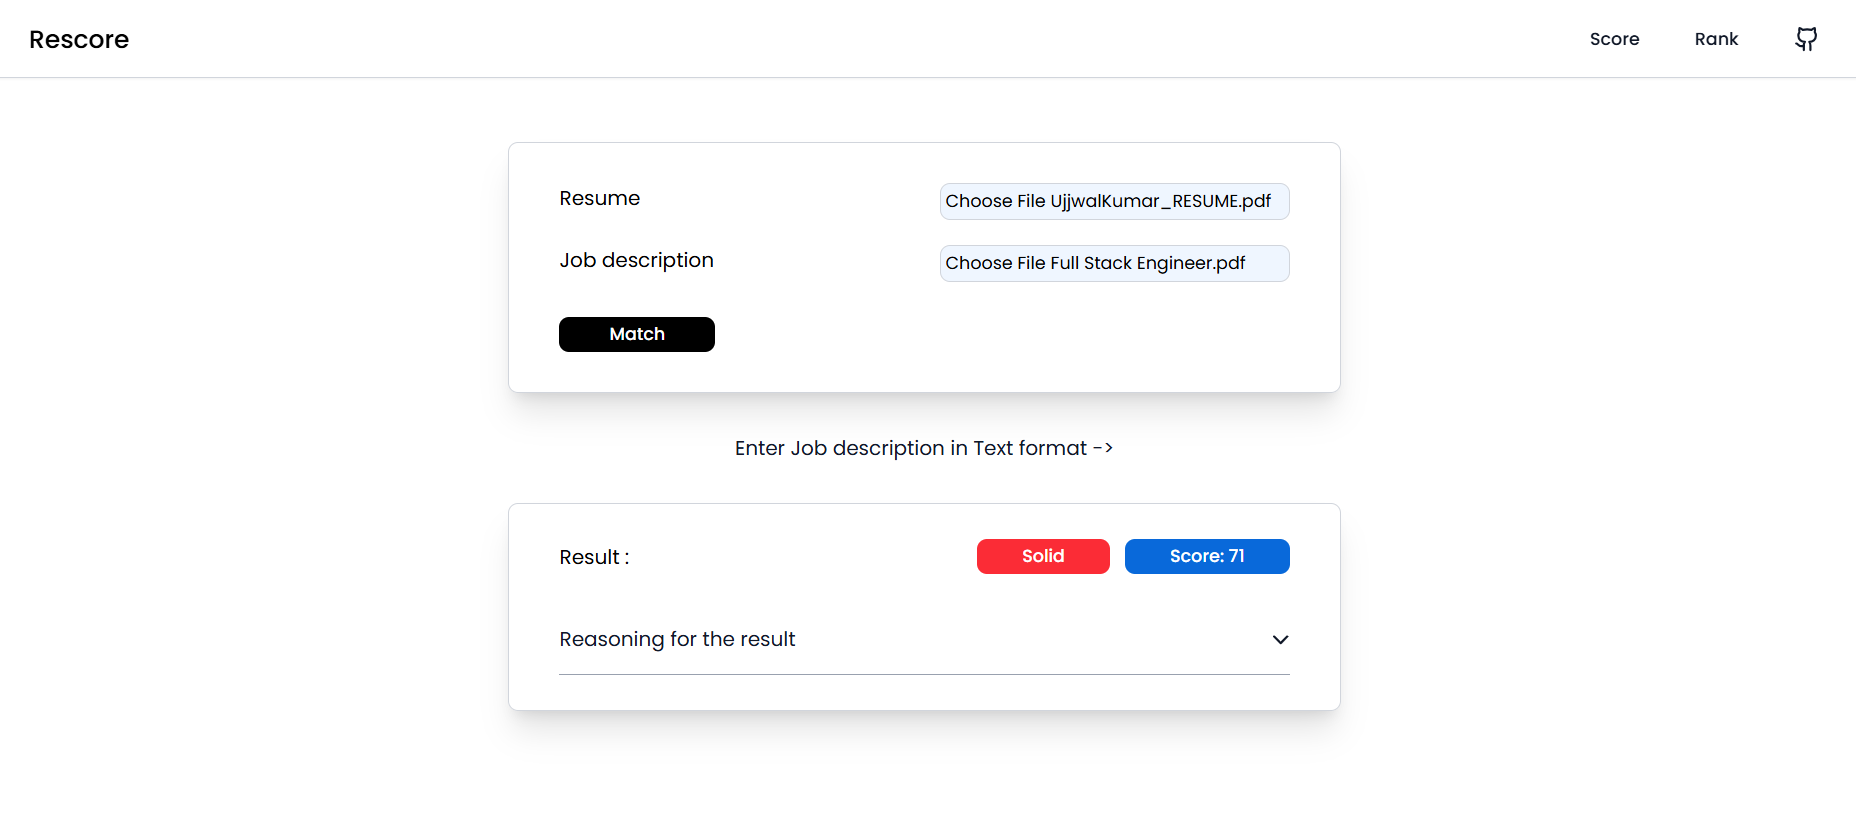 Rescore
Score
Rank
Resume
Choose File UjjwalKumar_RESUME.pdf
Job description
Choose File Full Stack Engineer.pdf
Match
Enter Job description in Text format ->
Result :
Solid
Score: 71
Reasoning for the result